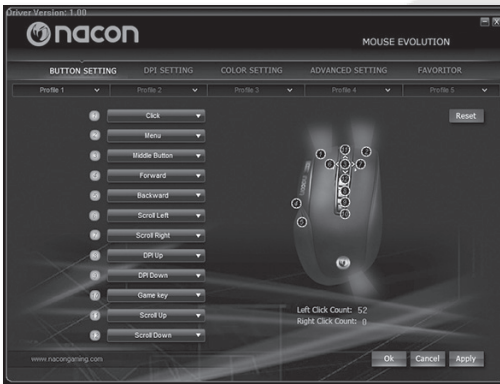 Driver Version: 1.00
nacon
MOUSE EVOLUTION
BUTTON SETTING DPI SETTING COLOR SETTING ADVANCED SETTING FAVORITOR
Profile 1 Profile 2 Profile 3 Profile 4 Profile 5
Reset
Click
Menu
Middle Button
Forward
Backward
Scroll Left
Scroll Right
DPI Up
DPI Down
Game key
Scroll Up
Scroll Down
Left Click Count: 52
Right Click Count: 0
www.nacongaming.com
Ok Cancel Apply